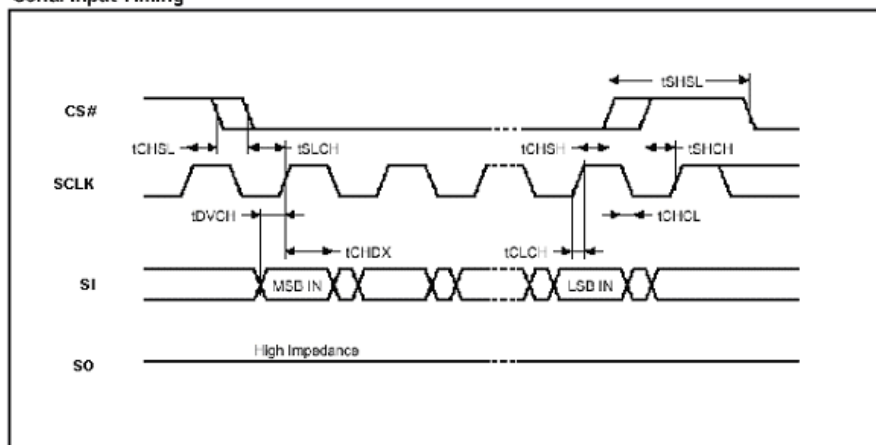 Serial Input Timing
tSHSL
CS#
tCHSL
tSLCH
tCHSH
tSHCH
SCLK
tDVCH
tCHCL
tCHDX
tCLCH
SI
MSB IN
LSB IN
High Impedance
SO